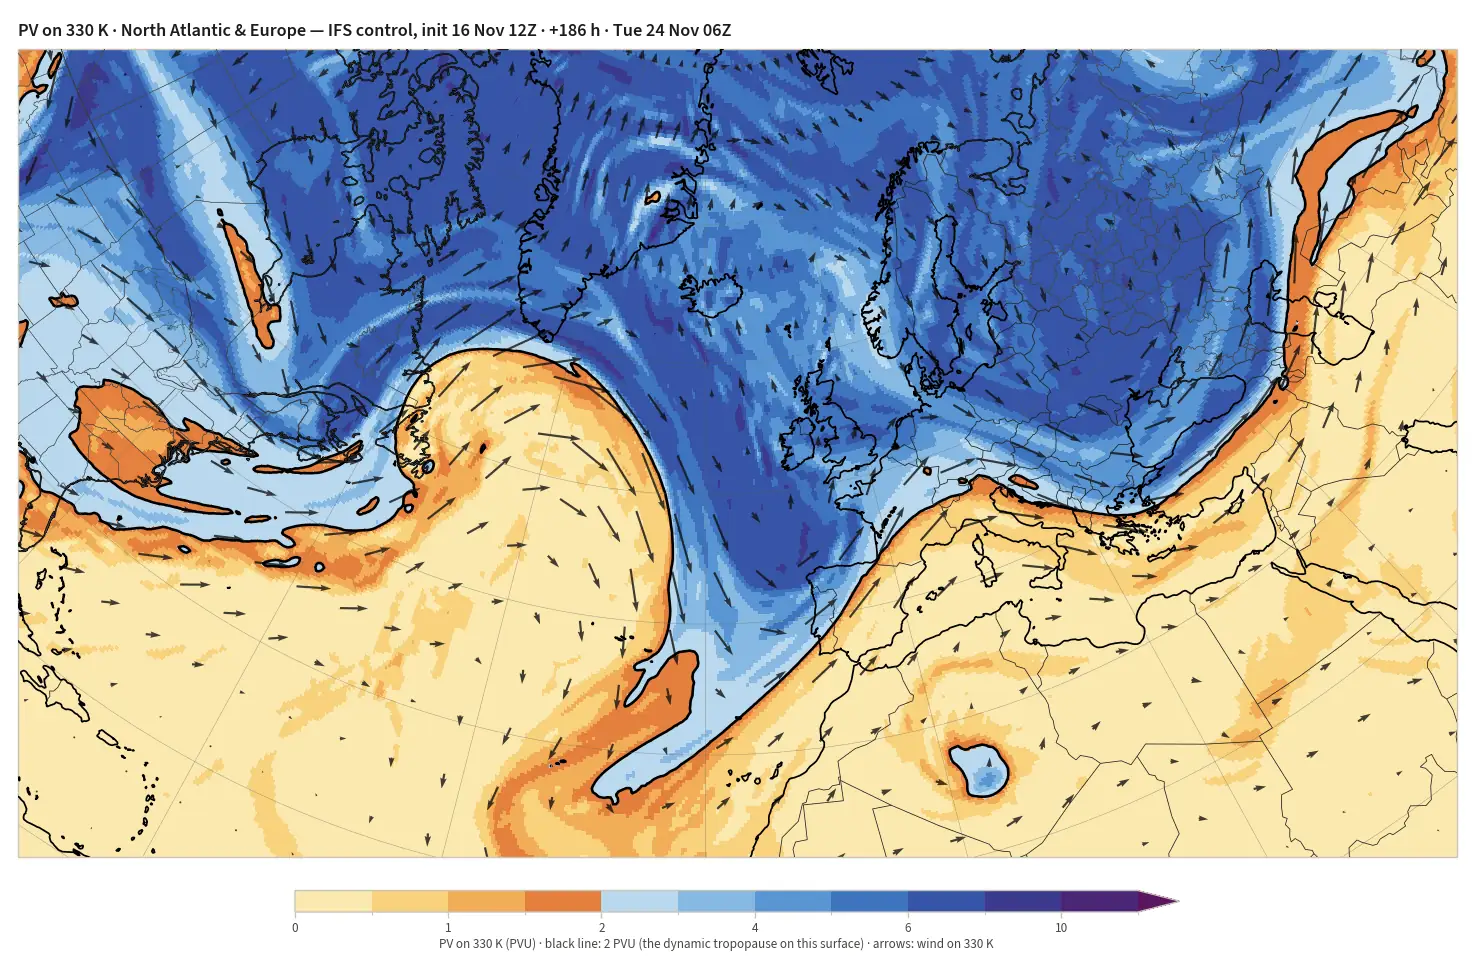 PV on 330 K · North Atlantic & Europe — IFS control, init 16 Nov 12Z · +186 h · Tue 24 Nov 06Z
0 1 2 4 6 10
PV on 330 K (PVU) · black line: 2 PVU (the dynamic tropopause on this surface) · arrows: wind on 330 K